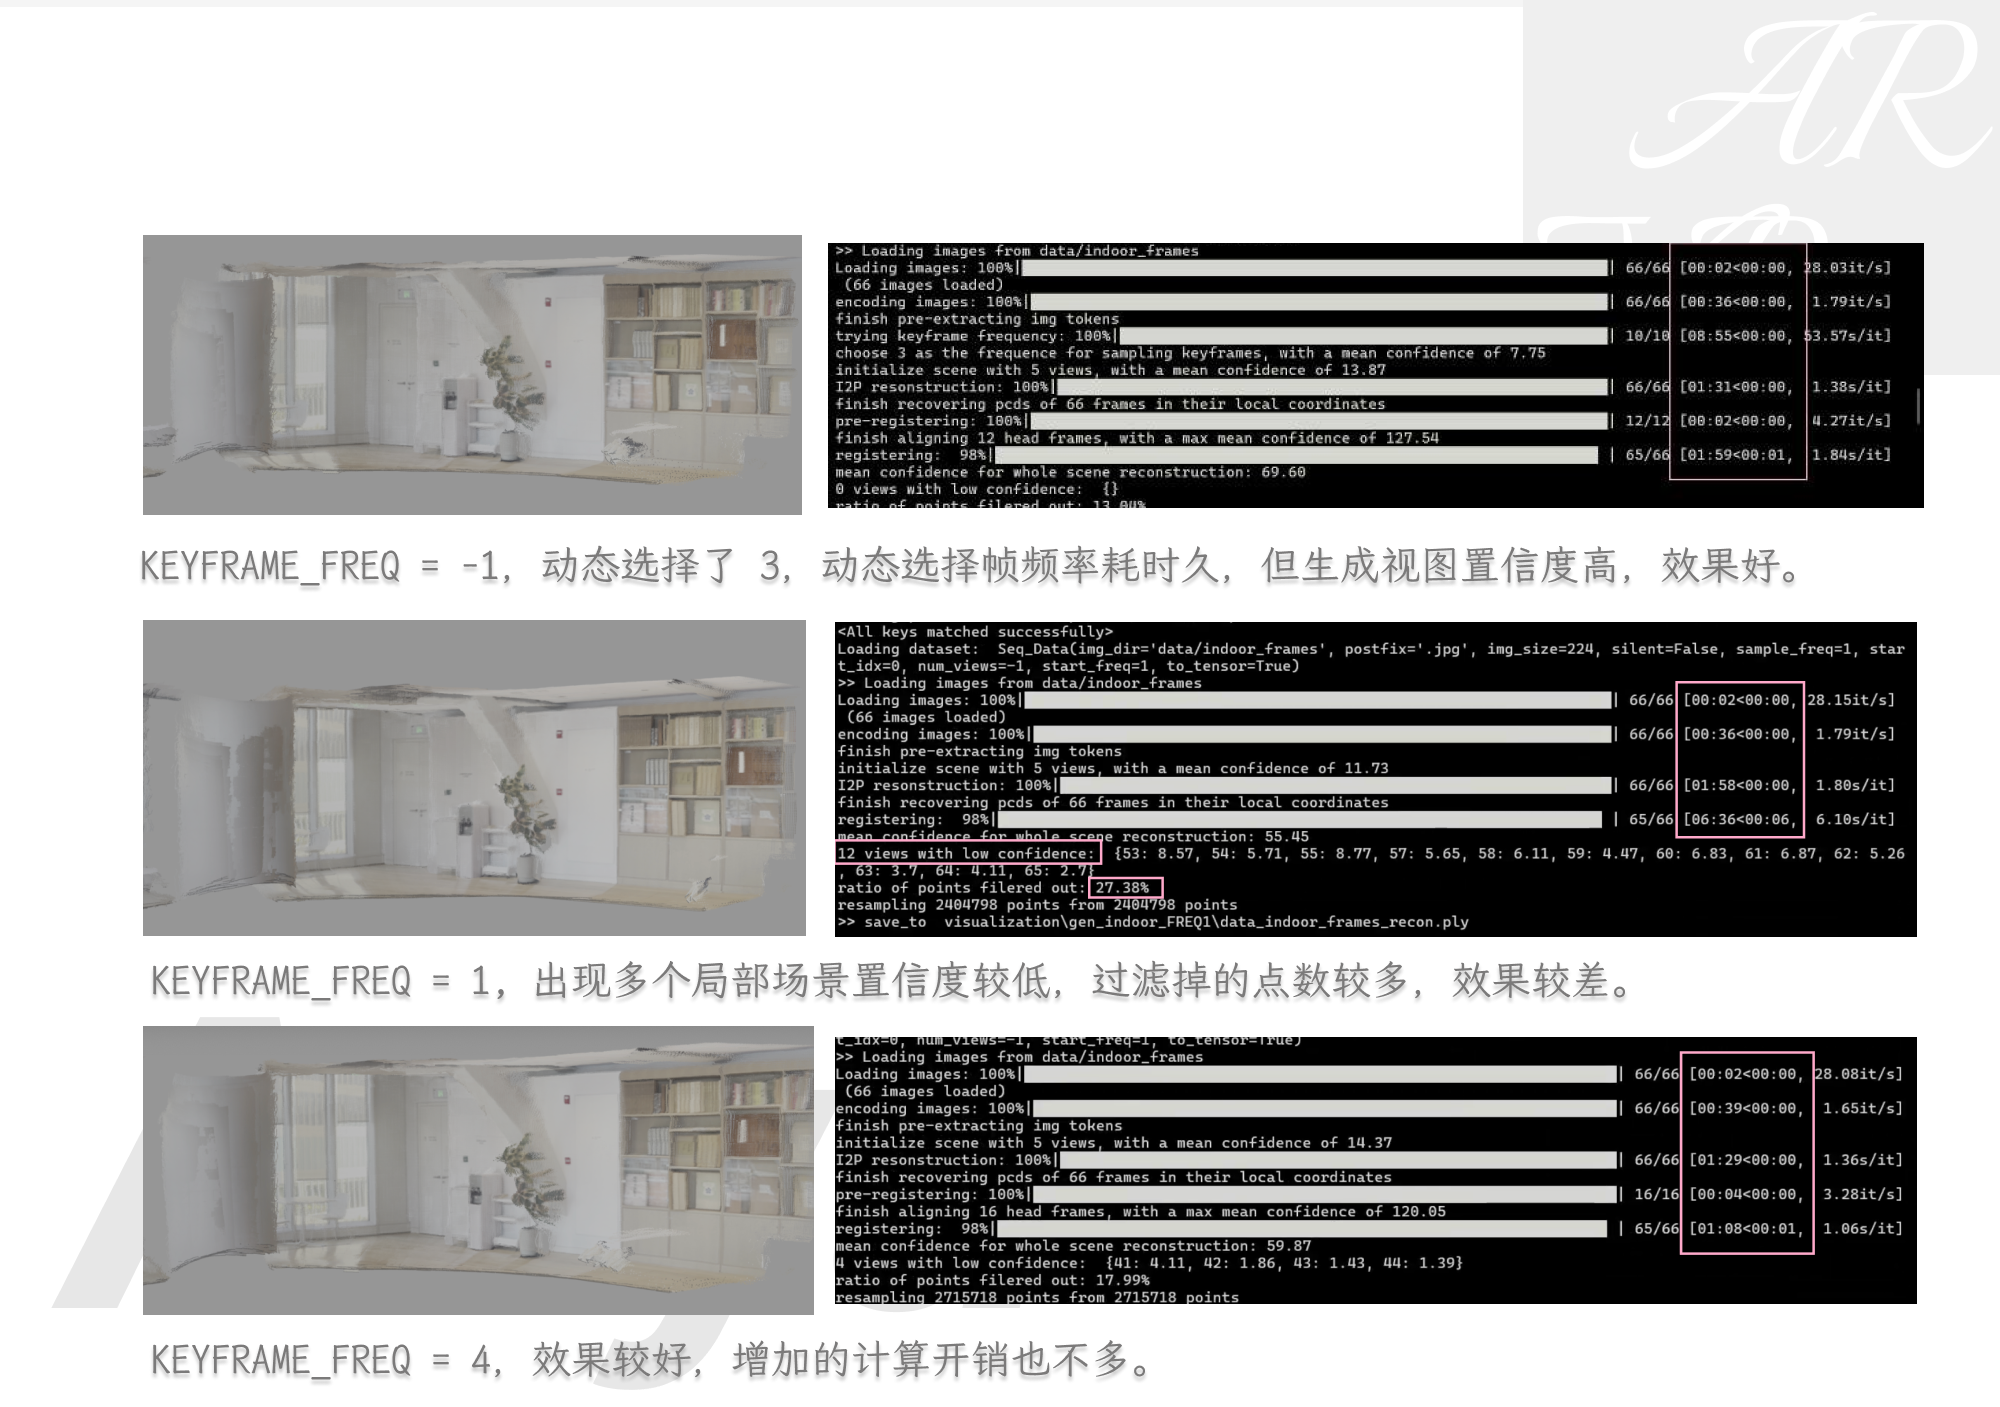 AR
>> Loading images from data/indoor_frames
Loading images: 100%| | 66/66 [00:02<00:00, 28.03it/s]
(66 images loaded)
encoding images: 100%| | 66/66 [00:36<00:00, 1.79it/s]
finish pre-extracting img tokens
trying keyframe frequency: 100%| | 10/10 [08:55<00:00, 53.57s/it]
choose 3 as the frequence for sampling keyframes, with a mean confidence of 7.75
initialize scene with 5 views, with a mean confidence of 13.87
I2P resonstruction: 100%| | 66/66 [01:31<00:00, 1.38s/it]
finish recovering pcds of 66 frames in their local coordinates
pre-registering: 100%| | 12/12 [00:02<00:00, 4.27it/s]
finish aligning 12 head frames, with a max mean confidence of 127.54
registering: 98%| | 65/66 [01:59<00:01, 1.84s/it]
mean confidence for whole scene reconstruction: 69.60
0 views with low confidence: {}
ratio of points filered out: 13.04%
KEYFRAME_FREQ = -1, 动态选择了 3, 动态选择帧频率耗时久, 但生成视图置信度高, 效果好。
<All keys matched successfully>
Loading dataset: Seq_Data(img_dir='data/indoor_frames', postfix='.jpg', img_size=224, silent=False, sample_freq=1, star
t_idx=0, num_views=-1, start_freq=1, to_tensor=True)
>> Loading images from data/indoor_frames
Loading images: 100%| | 66/66 [00:02<00:00, 28.15it/s]
(66 images loaded)
encoding images: 100%| | 66/66 [00:36<00:00, 1.79it/s]
finish pre-extracting img tokens
initialize scene with 5 views, with a mean confidence of 11.73
I2P resonstruction: 100%| | 66/66 [01:58<00:00, 1.80s/it]
finish recovering pcds of 66 frames in their local coordinates
registering: 98%| | 65/66 [06:36<00:06, 6.10s/it]
mean confidence for whole scene reconstruction: 55.45
12 views with low confidence: {53: 8.57, 54: 5.71, 55: 8.77, 57: 5.65, 58: 6.11, 59: 4.47, 60: 6.83, 61: 6.87, 62: 5.26
, 63: 3.7, 64: 4.11, 65: 2.7}
ratio of points filered out: 27.38%
resampling 2404798 points from 2404798 points
>> save_to visualization\gen_indoor_FREQ1\data_indoor_frames_recon.ply
KEYFRAME_FREQ = 1, 出现多个局部场景置信度较低, 过滤掉的点数较多, 效果较差。
t_idx=0, num_views=-1, start_freq=1, to_tensor=True)
>> Loading images from data/indoor_frames
Loading images: 100%| | 66/66 [00:02<00:00, 28.08it/s]
(66 images loaded)
encoding images: 100%| | 66/66 [00:39<00:00, 1.65it/s]
finish pre-extracting img tokens
initialize scene with 5 views, with a mean confidence of 14.37
I2P resonstruction: 100%| | 66/66 [01:29<00:00, 1.36s/it]
finish recovering pcds of 66 frames in their local coordinates
pre-registering: 100%| | 16/16 [00:04<00:00, 3.28it/s]
finish aligning 16 head frames, with a max mean confidence of 120.05
registering: 98%| | 65/66 [01:08<00:01, 1.06s/it]
mean confidence for whole scene reconstruction: 59.87
4 views with low confidence: {41: 4.11, 42: 1.86, 43: 1.43, 44: 1.39}
ratio of points filered out: 17.99%
resampling 2715718 points from 2715718 points
KEYFRAME_FREQ = 4, 效果较好, 增加的计算开销也不多。